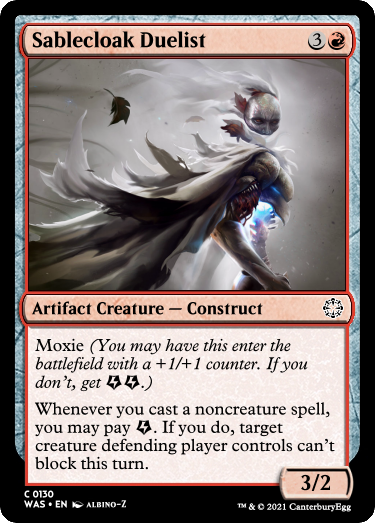 Sablecloak Duelist 3
Artifact Creature — Construct
Moxie (You may have this enter the
battlefield with a +1/+1 counter. If you
don't, get .)
Whenever you cast a noncreature spell,
you may pay . If you do, target
creature defending player controls can't
block this turn.
3/2
C 0130
WAS • EN ALBINO-Z
™ & © 2021 CanterburyEgg